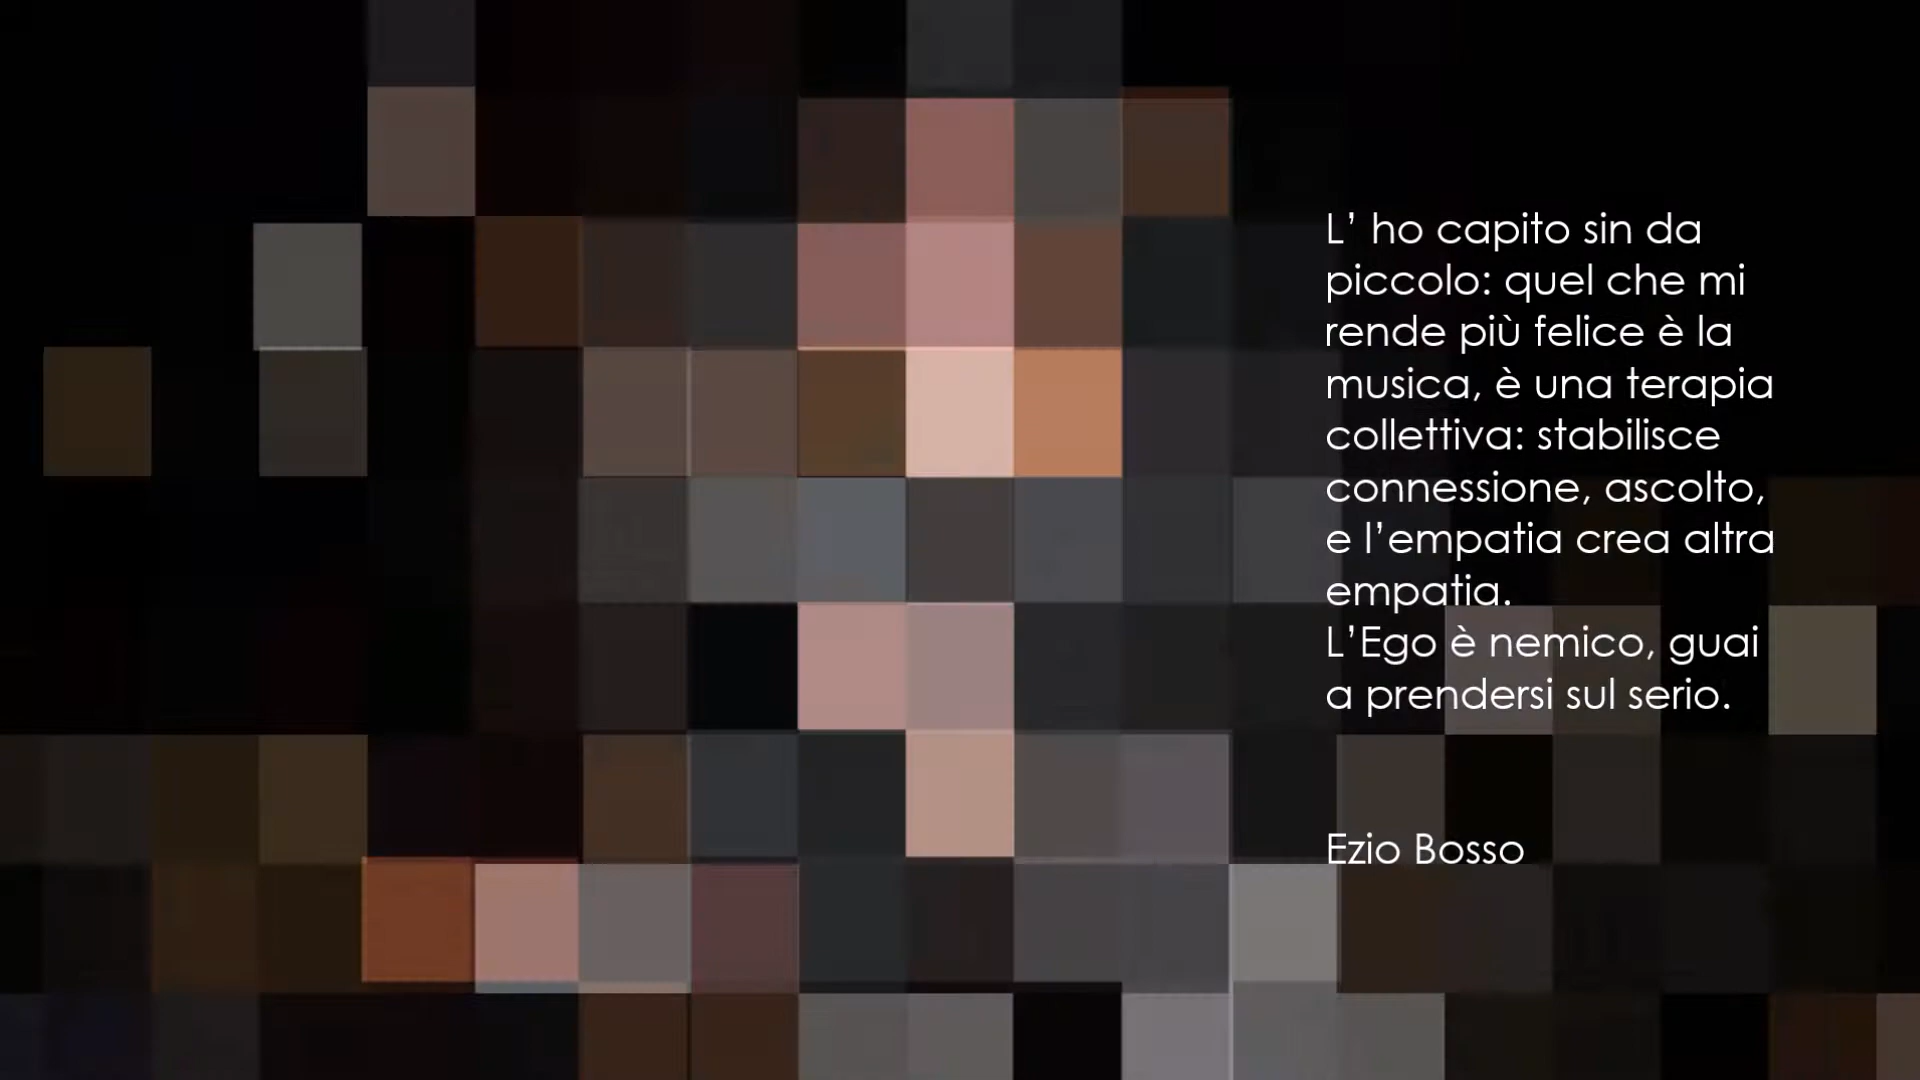 L’ ho capito sin da
piccolo: quel che mi
rende più felice è la
musica, è una terapia
collettiva: stabilisce
connessione, ascolto,
e l’empatia crea altra
empatia.
L’Ego è nemico, guai
a prendersi sul serio.
Ezio Bosso